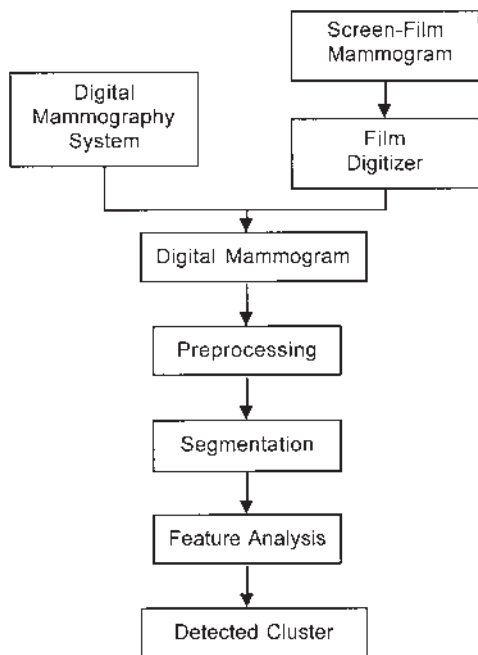 Screen-Film
Mammogram
Digital
Mammography
System
Film
Digitizer
Digital Mammogram
Preprocessing
Segmentation
Feature Analysis
Detected Cluster